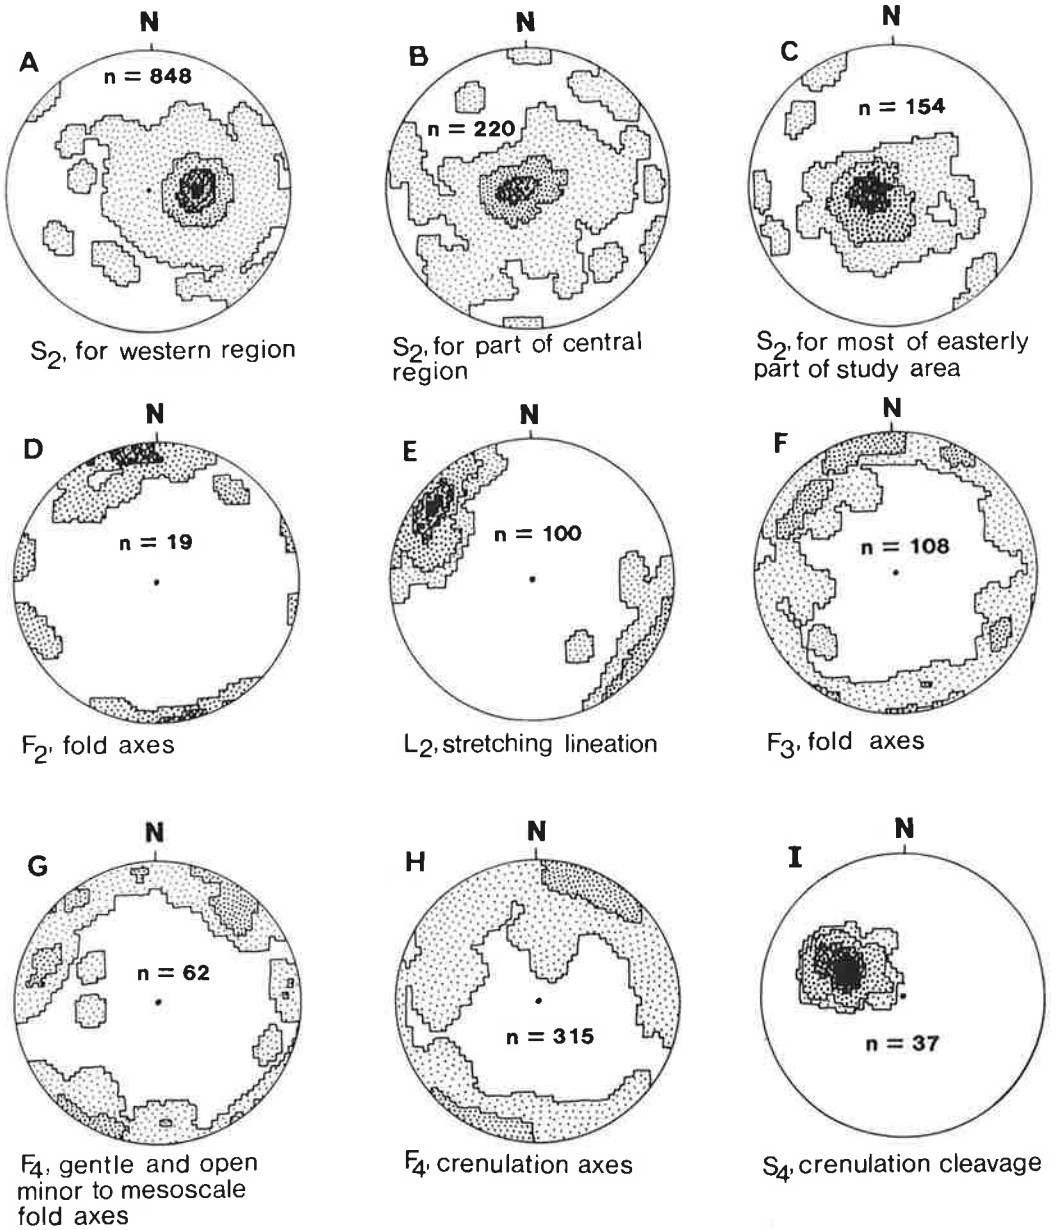 N
A
n = 848
S₂, for western region
N
B
n = 220
S₂, for part of central
region
N
C
n = 154
S₂, for most of easterly
part of study area
N
D
n = 19
F₂, fold axes
N
E
n = 100
L₂, stretching lineation
N
F
n = 108
F₃, fold axes
N
G
n = 62
F₄, gentle and open
minor to mesoscale
fold axes
N
H
n = 315
F₄, crenulation axes
N
I
n = 37
S₄, crenulation cleavage